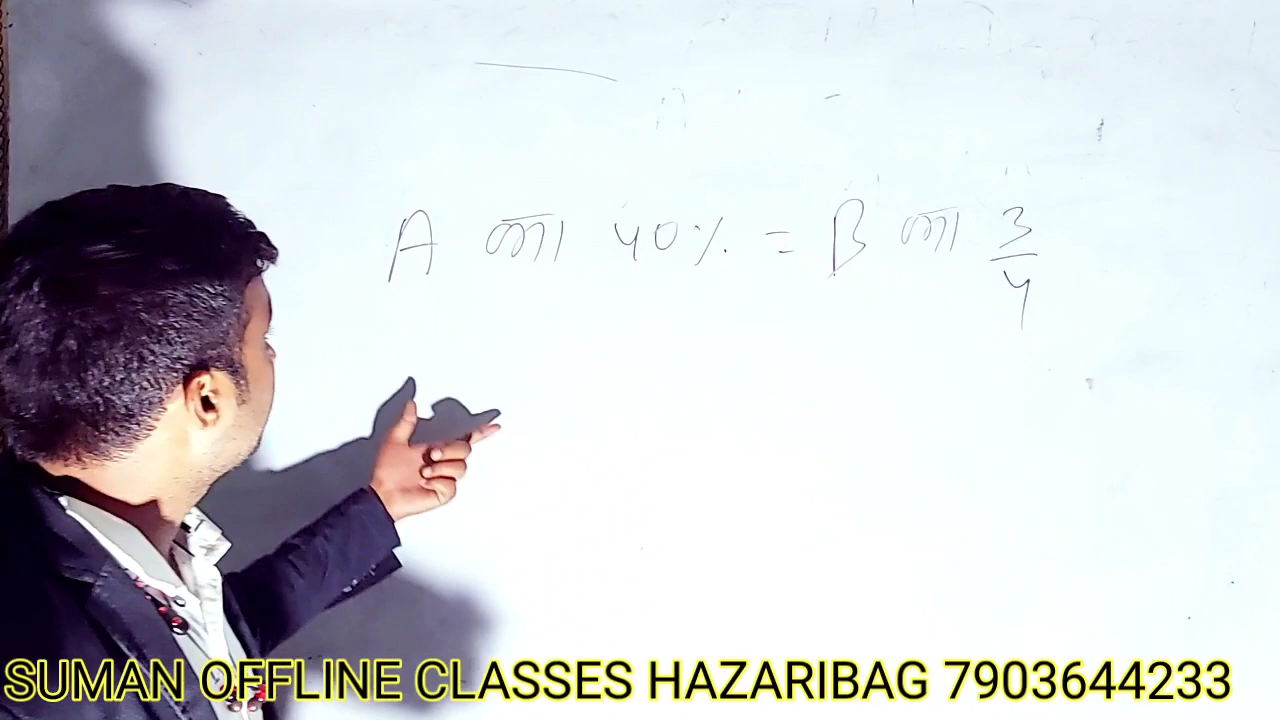 A का 40% = B का 3/4
SUMAN OFFLINE CLASSES HAZARIBAG 7903644233